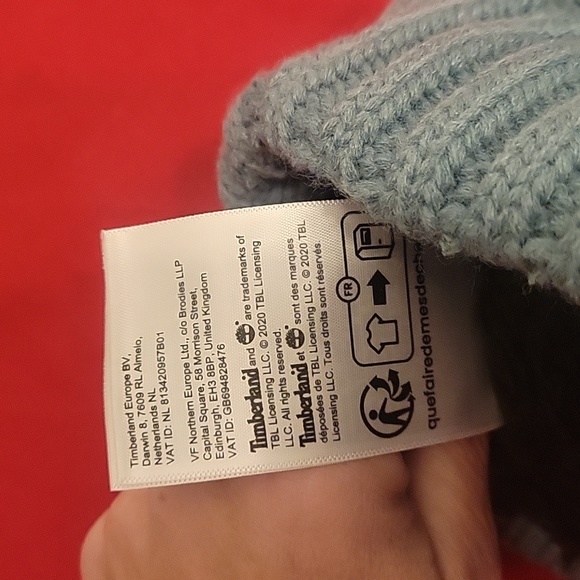 Timberland Europe BV,
Darwin 8, 7609 RL Almelo,
Netherlands NL
VAT ID: NL 813420957B01
VF Northern Europe Ltd., c/o Brodies LLP
Capital Square, 58 Morrison Street,
Edinburgh, EH3 8BP, United Kingdom
VAT ID: GB694828476
Timberland and are trademarks of
TBL Licensing LLC. © 2020 TBL Licensing
LLC. All rights reserved.
Timberland et sont des marques
déposées de TBL Licensing LLC. © 2020 TBL
Licensing LLC. Tous droits sont réservés.
FR
quefairedemesdech